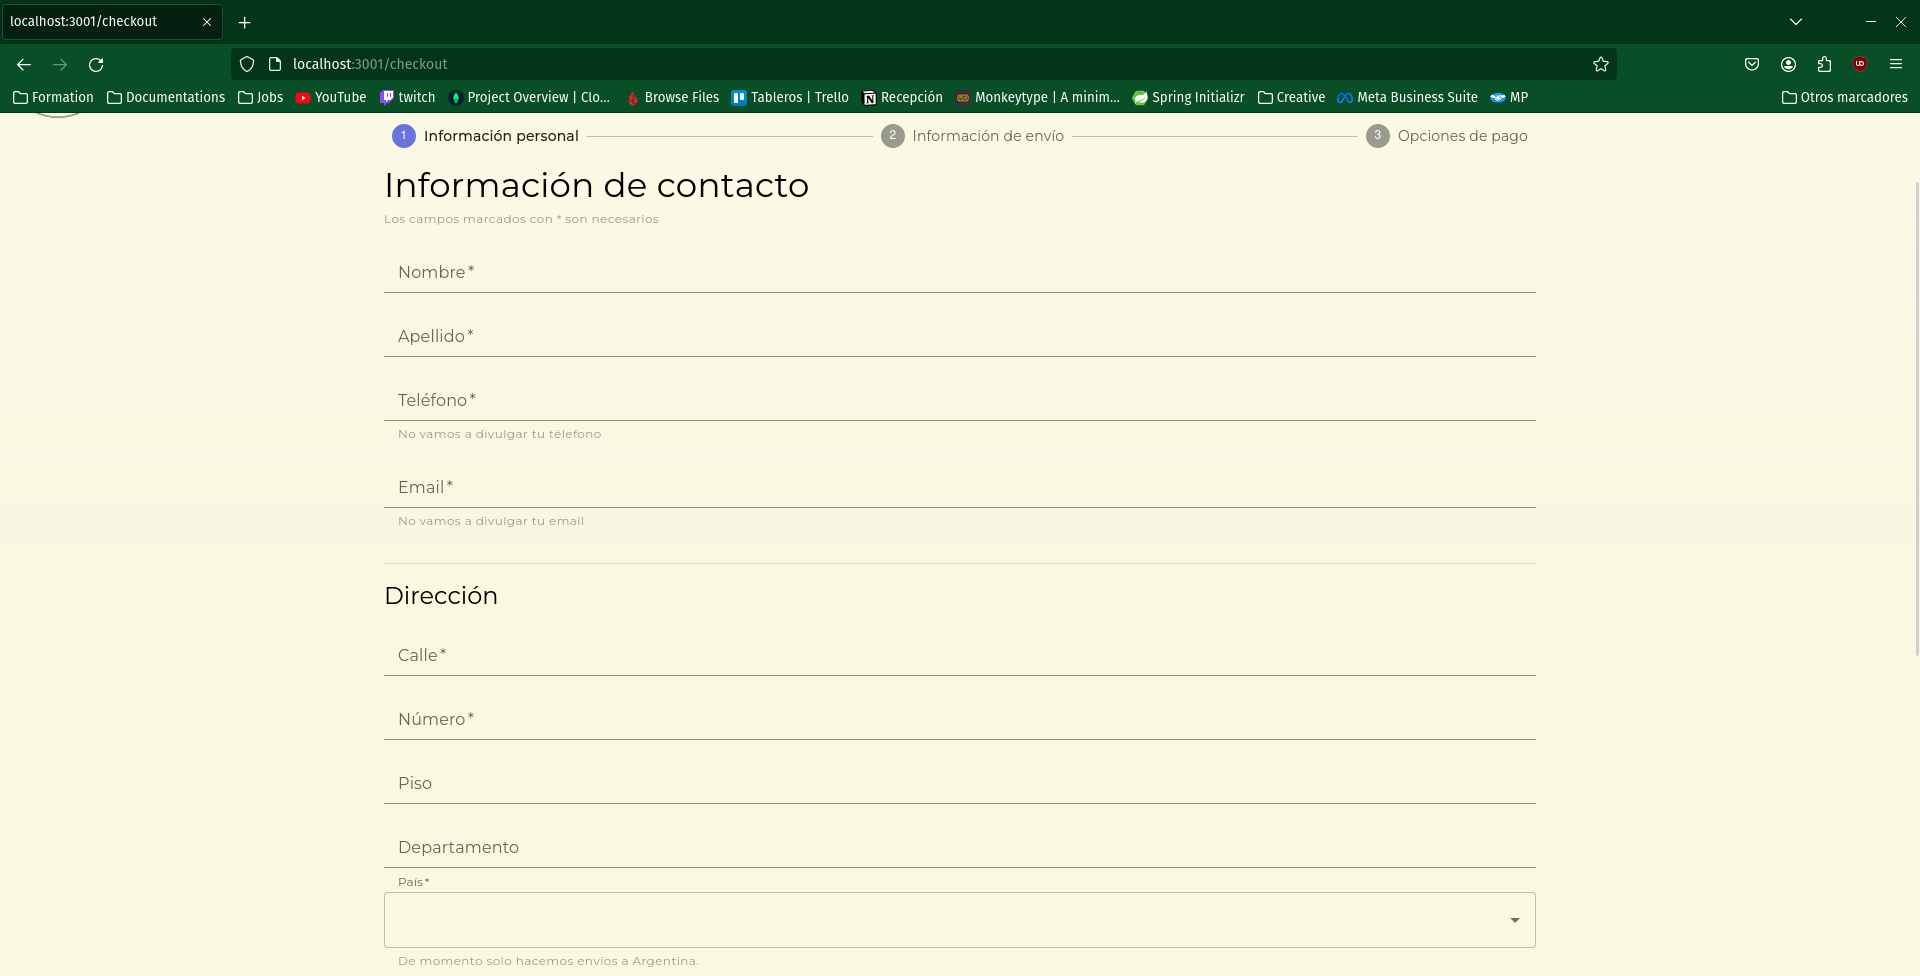 localhost:3001/checkout
localhost:3001/checkout
Formation Documentations Jobs YouTube twitch Project Overview | Clo... Browse Files Tableros | Trello Recepción Monkeytype | A minim... Spring Initializr Creative Meta Business Suite MP Otros marcadores
1 Información personal 2 Información de envío 3 Opciones de pago
Información de contacto
Los campos marcados con * son necesarios
Nombre *
Apellido *
Teléfono *
No vamos a divulgar tu télefono
Email *
No vamos a divulgar tu email
Dirección
Calle *
Número *
Piso
Departamento
País *
De momento solo hacemos envíos a Argentina.